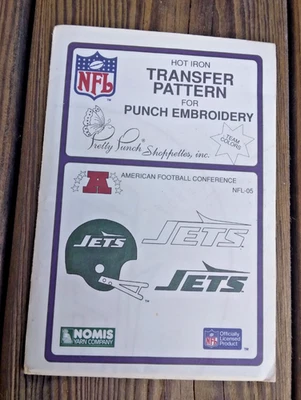 NFL
HOT IRON
TRANSFER
PATTERN
FOR
PUNCH EMBROIDERY
TEAM
COLORS
Pretty Punch® Shoppettes, inc.
A
AMERICAN FOOTBALL CONFERENCE
NFL-05
JETS
JETS
JETS
NOMIS
YARN COMPANY
NFL
Officially
Licensed
Product